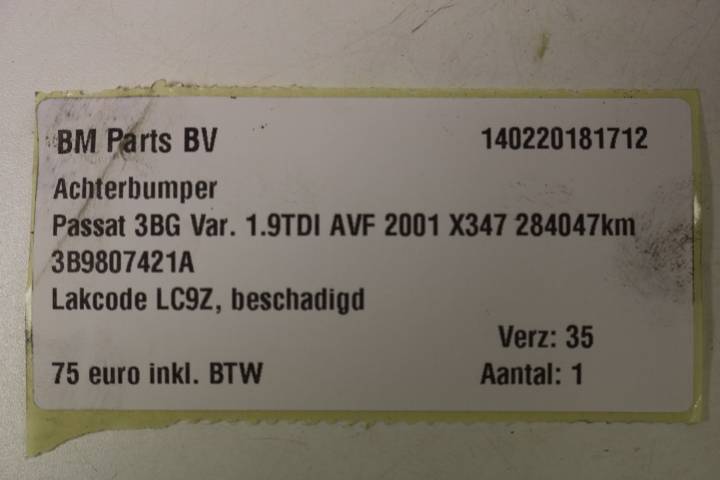 BM Parts BV 140220181712
Achterbumper
Passat 3BG Var. 1.9TDI AVF 2001 X347 284047km
3B9807421A
Lakcode LC9Z, beschadigd
Verz: 35
75 euro inkl. BTW Aantal: 1